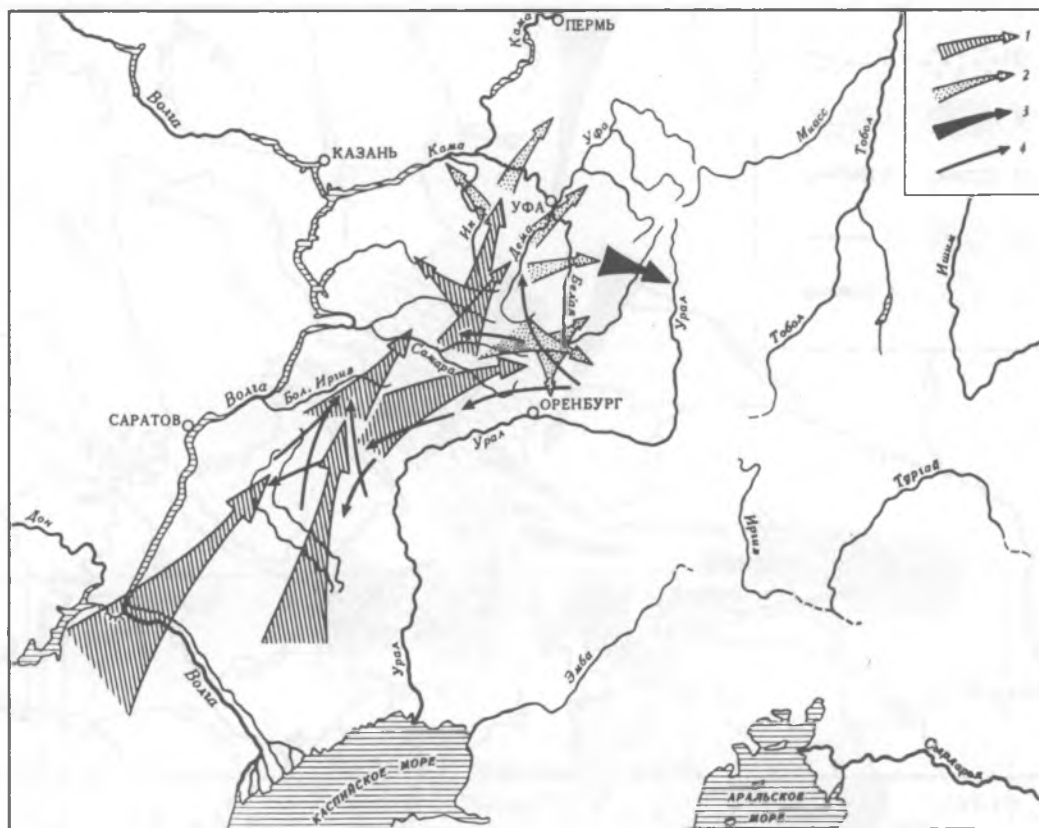 ПЕРМЬ
Кама
1
2
3
4
Волга
КАЗАНЬ
Кама
Уфа
Миасс
Тобол
УФА
Ик
Дема
Белая
Ишим
Урал
Тобол
Самара
Волга
Бол. Иргиз
САРАТОВ
ОРЕНБУРГ
Урал
Дон
Тургай
Иргиз
Урал
Эмба
Волга
КАСПИЙСКОЕ МОРЕ
АРАЛЬСКОЕ
МОРЕ
Сырдарья